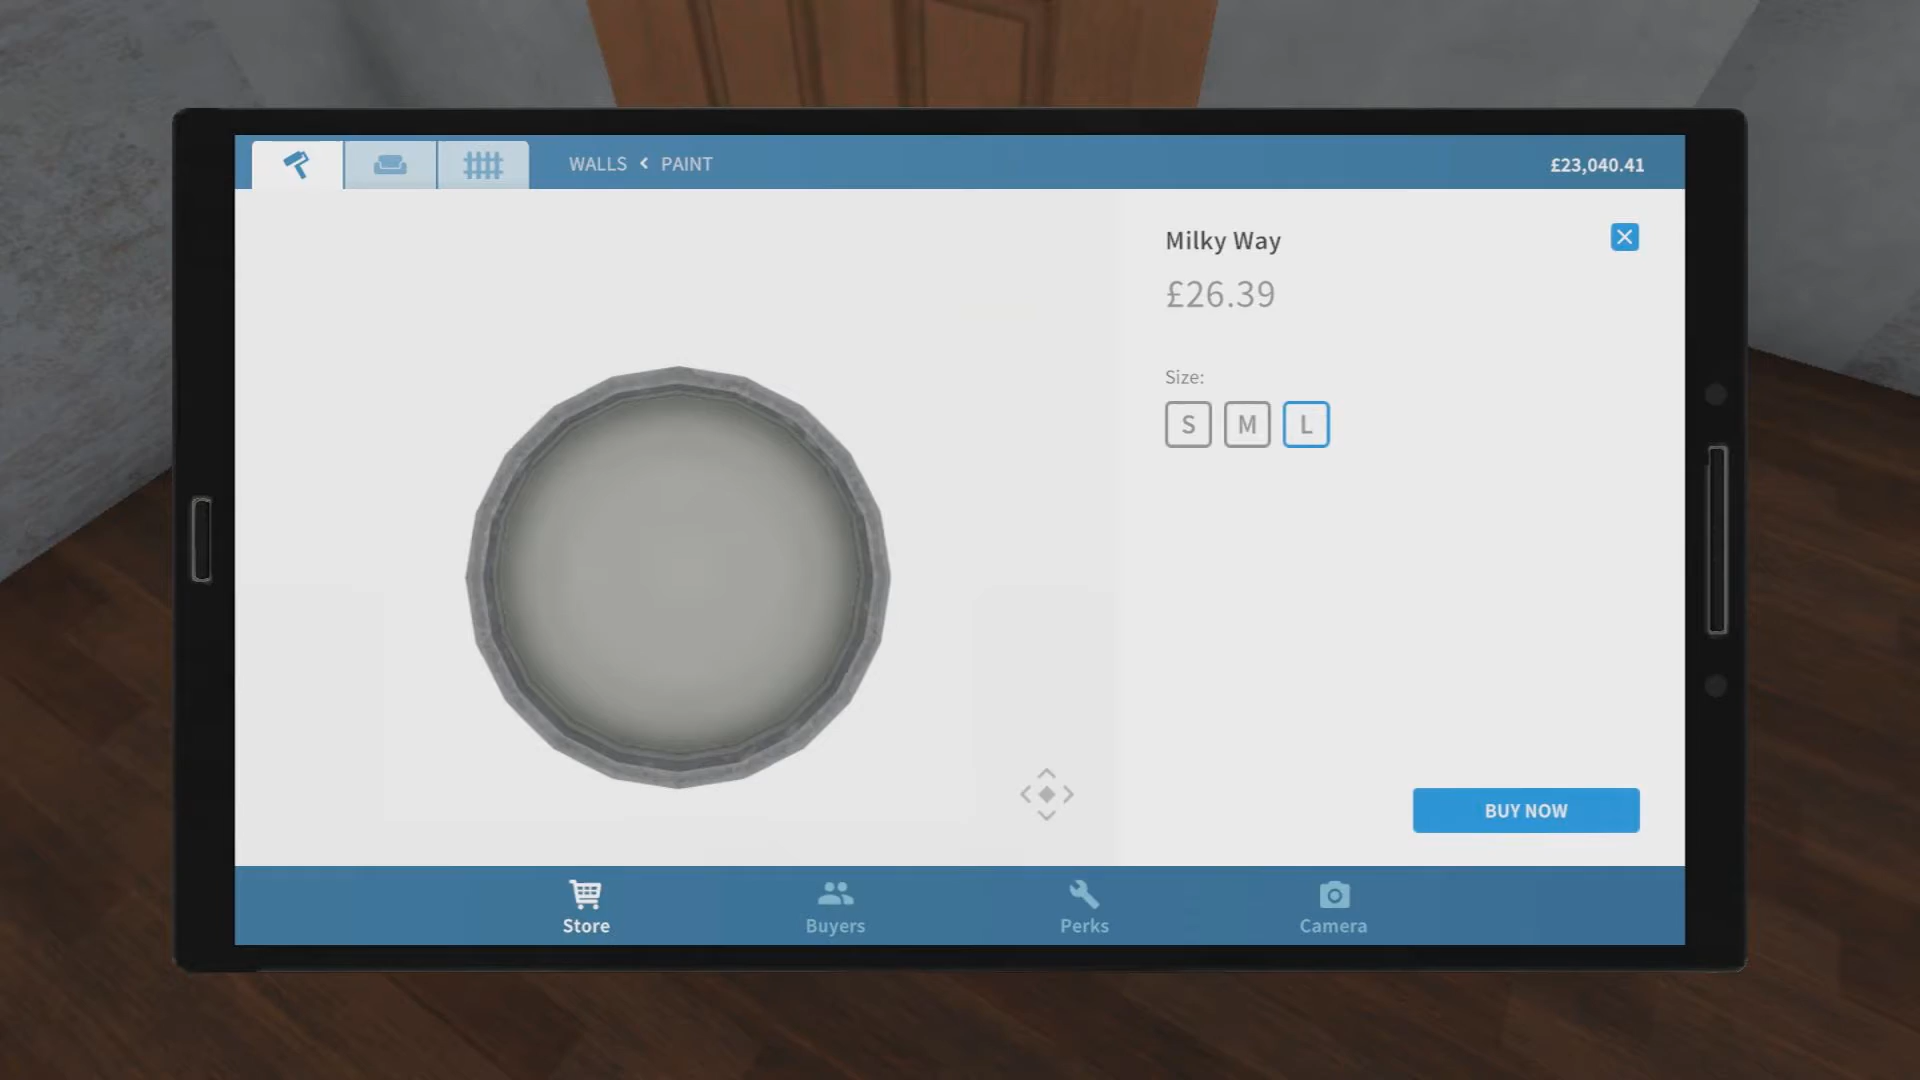 WALLS < PAINT
£23,040.41
Milky Way
£26.39
Size:
S M L
BUY NOW
Store Buyers Perks Camera